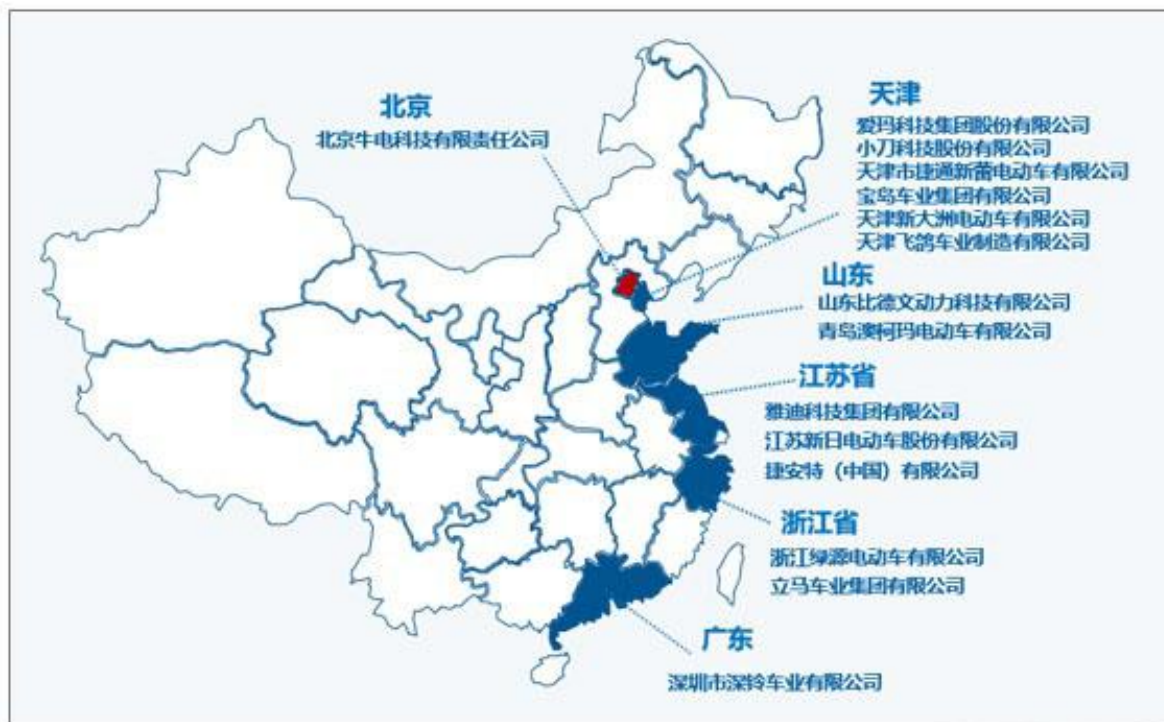 北京
北京牛电科技有限责任公司
天津
爱玛科技集团股份有限公司
小刀科技股份有限公司
天津市捷通新蕾电动车有限公司
宝岛车业集团有限公司
天津新大洲电动车有限公司
天津飞鸽车业制造有限公司
山东
山东比德文动力科技有限公司
青岛澳柯玛电动车有限公司
江苏省
雅迪科技集团有限公司
江苏新日电动车股份有限公司
捷安特（中国）有限公司
浙江省
浙江绿源电动车有限公司
立马车业集团有限公司
广东
深圳市深铃车业有限公司